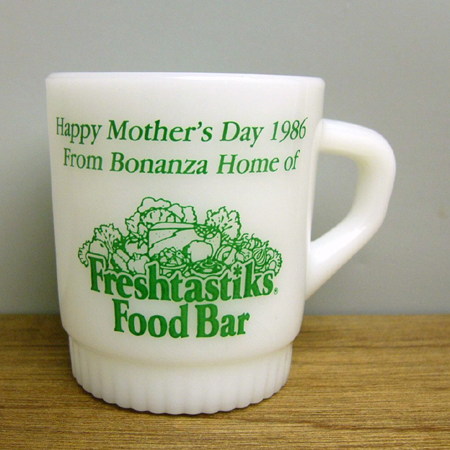 Happy Mother's Day 1986
From Bonanza Home of
Freshtastiks®
Food Bar